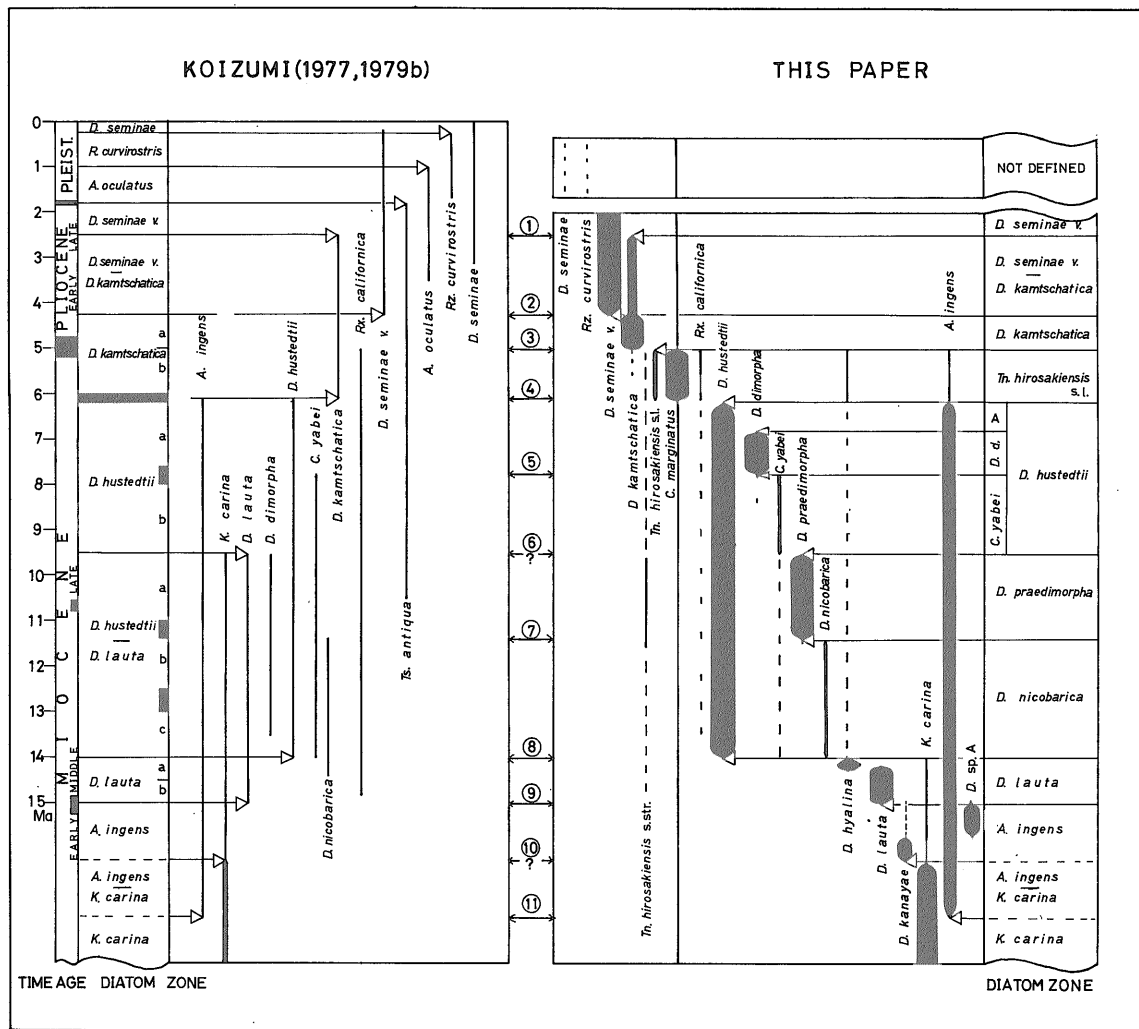 KOIZUMI (1977, 1979b)
THIS PAPER
0
1
2
3
4
5
6
7
8
9
10
11
12
13
14
15
Ma
PLEIST.
PLIOCENE
LATE
EARLY
MIOCENE
LATE
MIDDLE
EARLY
D. seminae
R. curvirostris
A. oculatus
D. seminae v.
D. seminae v.
D. kamtschatica
a
D. kamtschatica
b
a
D. hustedtii
b
a
D. hustedtii
D. lauta
b
c
D. lauta
a
b
A. ingens
A. ingens
K. carina
K. carina
A. ingens
K. carina
D. lauta
D. dimorpha
D. hustedtii
C. yabei
D. nicobarica
D. kamtschatica
Rx. californica
D. seminae v.
Ts. antiqua
A. oculatus
Rz. curvirostris
D. seminae
①
②
③
④
⑤
⑥
?
⑦
⑧
⑨
⑩
?
⑪
D. seminae
Rz. curvirostris
D. seminae v.
D. kamtschatica
Tn. hirosakiensis s.str.
Tn. hirosakiensis s.l.
C. marginatus
Rx. californica
D. hustedtii
D. dimorpha
C. yabei
D. praedimorpha
D. nicobarica
D. hyalina
D. lauta
D. kanayae
K. carina
A. ingens
D. sp. A
NOT DEFINED
D. seminae v.
D. seminae v.
D. kamtschatica
D. kamtschatica
Tn. hirosakiensis
s.l.
A
D. d.
C. yabei
D. hustedtii
D. praedimorpha
D. nicobarica
D. lauta
A. ingens
A. ingens
K. carina
K. carina
TIME AGE DIATOM ZONE
DIATOM ZONE